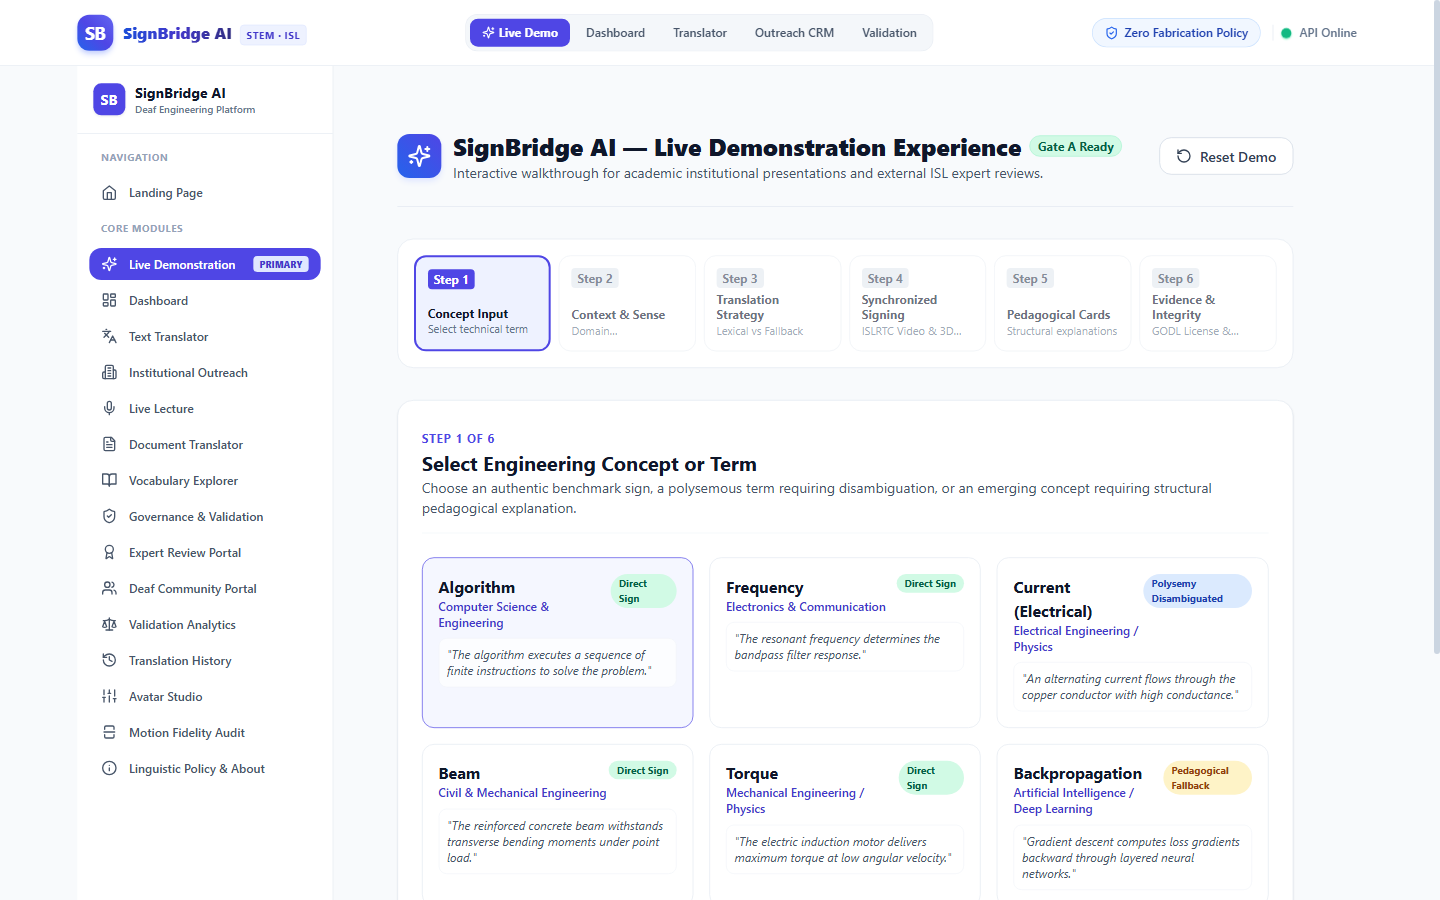 SB SignBridge AI STEM • ISL
Live Demo Dashboard Translator Outreach CRM Validation
Zero Fabrication Policy API Online
SB SignBridge AI
Deaf Engineering Platform
NAVIGATION
Landing Page
CORE MODULES
Live Demonstration PRIMARY
Dashboard
Text Translator
Institutional Outreach
Live Lecture
Document Translator
Vocabulary Explorer
Governance & Validation
Expert Review Portal
Deaf Community Portal
Validation Analytics
Translation History
Avatar Studio
Motion Fidelity Audit
Linguistic Policy & About
SignBridge AI — Live Demonstration Experience Gate A Ready
Interactive walkthrough for academic institutional presentations and external ISL expert reviews.
Reset Demo
Step 1
Concept Input
Select technical term
Step 2
Context & Sense
Domain...
Step 3
Translation
Strategy
Lexical vs Fallback
Step 4
Synchronized
Signing
ISLRTC Video & 3D...
Step 5
Pedagogical Cards
Structural explanations
Step 6
Evidence &
Integrity
GODL License &...
STEP 1 OF 6
Select Engineering Concept or Term
Choose an authentic benchmark sign, a polysemous term requiring disambiguation, or an emerging concept requiring structural
pedagogical explanation.
Algorithm
Direct
Sign
Computer Science &
Engineering
"The algorithm executes a sequence of
finite instructions to solve the problem."
Frequency
Direct Sign
Electronics & Communication
"The resonant frequency determines the
bandpass filter response."
Current
(Electrical)
Polysemy
Disambiguated
Electrical Engineering /
Physics
"An alternating current flows through the
copper conductor with high conductance."
Beam
Direct Sign
Civil & Mechanical Engineering
"The reinforced concrete beam withstands
transverse bending moments under point
load."
Torque
Direct
Sign
Mechanical Engineering /
Physics
"The electric induction motor delivers
maximum torque at low angular velocity."
Backpropagation
Pedagogical
Fallback
Artificial Intelligence /
Deep Learning
"Gradient descent computes loss gradients
backward through layered neural
networks."